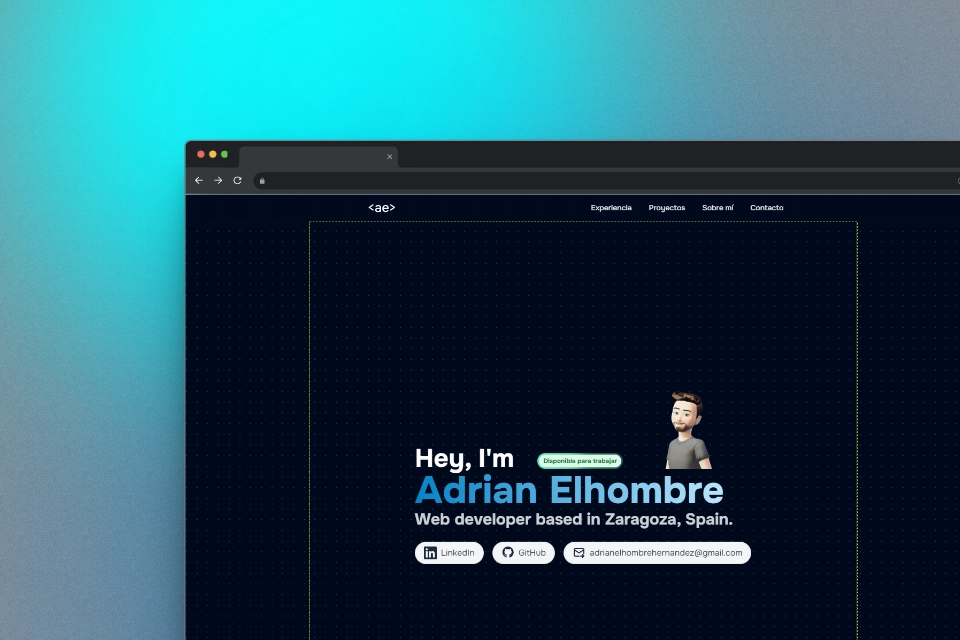 <ae>
Experiencia Proyectos Sobre mí Contacto
Hey, I'm
Disponible para trabajar
Adrian Elhombre
Web developer based in Zaragoza, Spain.
LinkedIn GitHub adrianelhombrehernandez@gmail.com